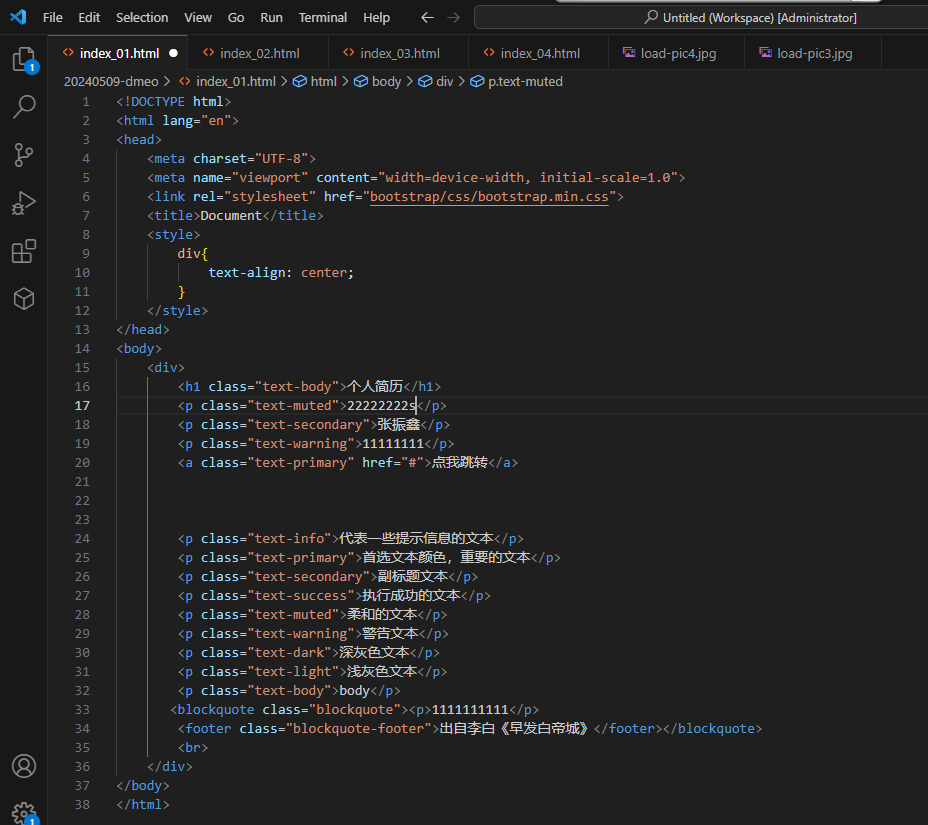 File Edit Selection View Go Run Terminal Help Untitled (Workspace) [Administrator]
index_01.html index_02.html index_03.html index_04.html load-pic4.jpg load-pic3.jpg
20240509-dmeo > index_01.html > html > body > div > p.text-muted
1 <!DOCTYPE html>
2 <html lang="en">
3 <head>
4 <meta charset="UTF-8">
5 <meta name="viewport" content="width=device-width, initial-scale=1.0">
6 <link rel="stylesheet" href="bootstrap/css/bootstrap.min.css">
7 <title>Document</title>
8 <style>
9 div{
10 text-align: center;
11 }
12 </style>
13 </head>
14 <body>
15 <div>
16 <h1 class="text-body">个人简历</h1>
17 <p class="text-muted">22222222s</p>
18 <p class="text-secondary">张振鑫</p>
19 <p class="text-warning">11111111</p>
20 <a class="text-primary" href="#">点我跳转</a>
21
22
23
24 <p class="text-info">代表一些提示信息的文本</p>
25 <p class="text-primary">首选文本颜色，重要的文本</p>
26 <p class="text-secondary">副标题文本</p>
27 <p class="text-success">执行成功的文本</p>
28 <p class="text-muted">柔和的文本</p>
29 <p class="text-warning">警告文本</p>
30 <p class="text-dark">深灰色文本</p>
31 <p class="text-light">浅灰色文本</p>
32 <p class="text-body">body</p>
33 <blockquote class="blockquote"><p>1111111111</p>
34 <footer class="blockquote-footer">出自李白《早发白帝城》</footer></blockquote>
35 <br>
36 </div>
37 </body>
38 </html>
1
1